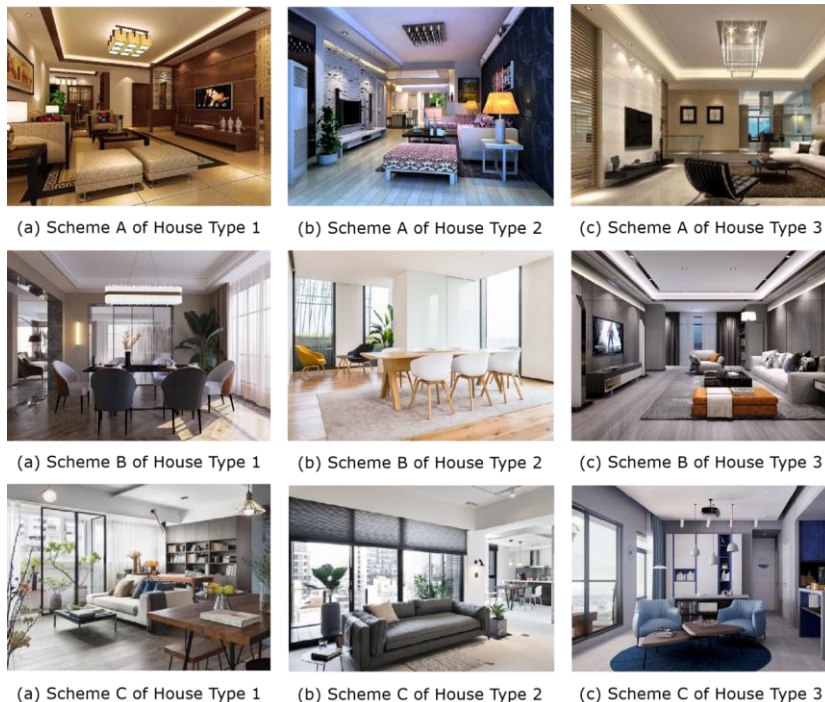 (a) Scheme A of House Type 1
(b) Scheme A of House Type 2
(c) Scheme A of House Type 3
(a) Scheme B of House Type 1
(b) Scheme B of House Type 2
(c) Scheme B of House Type 3
(a) Scheme C of House Type 1
(b) Scheme C of House Type 2
(c) Scheme C of House Type 3